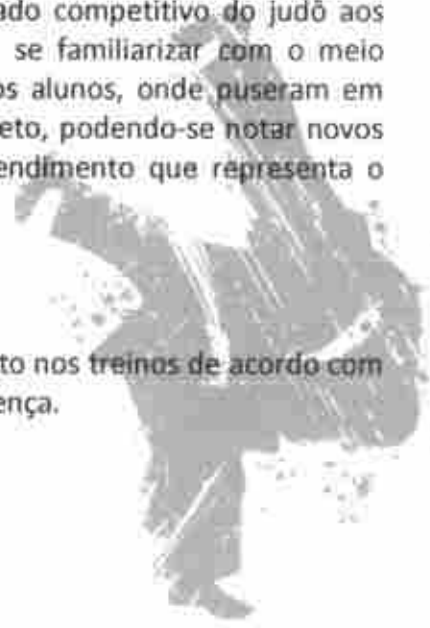 ado competitivo do judô aos
se familiarizar com o meio
os alunos, onde puseram em
eto, podendo-se notar novos
endimento que representa o
to nos treinos de acordo com
ença.